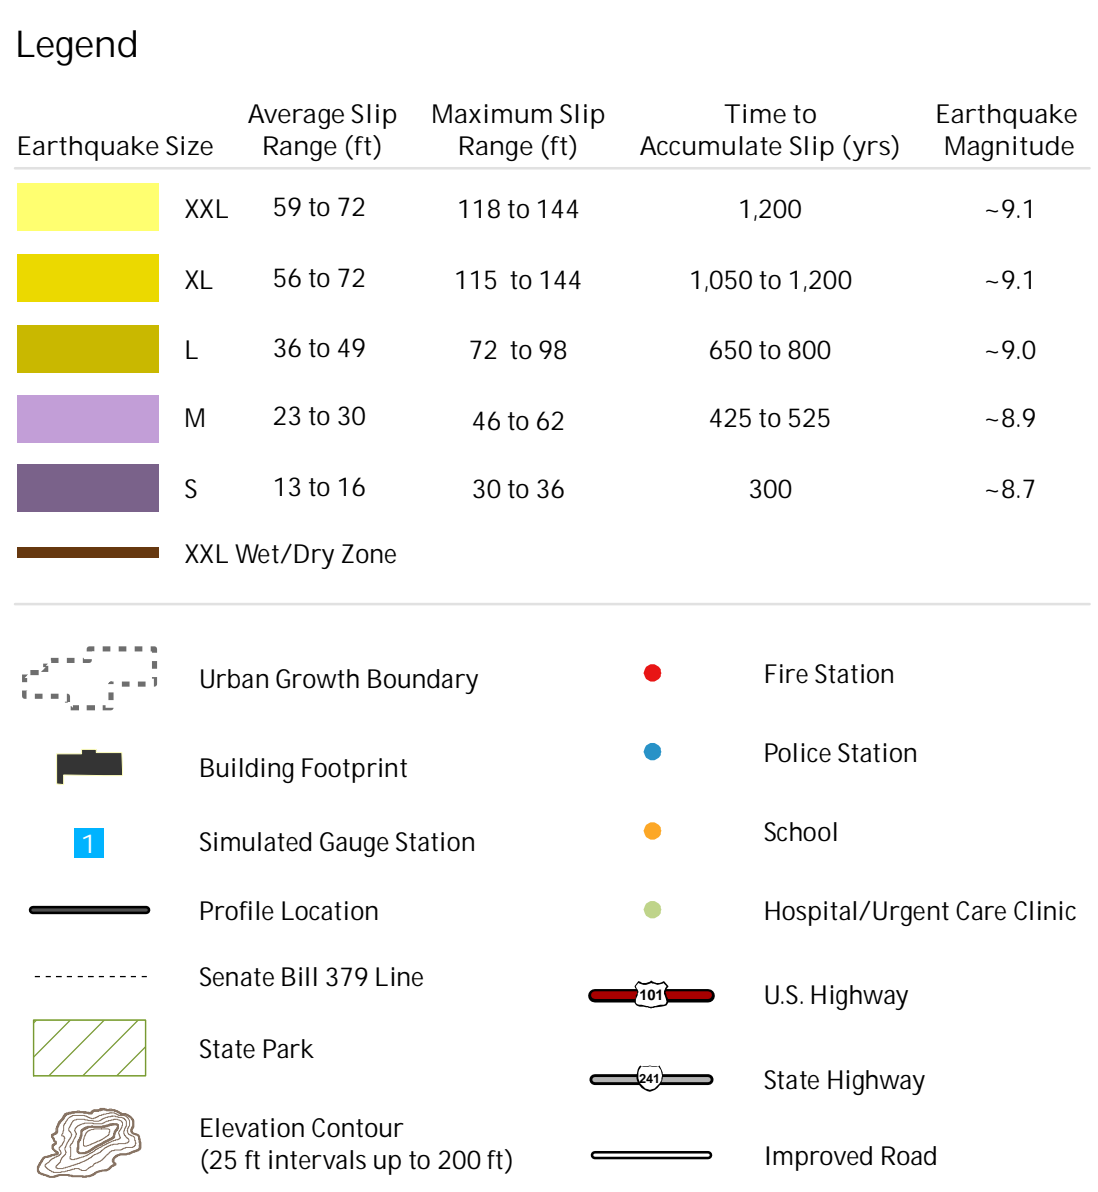 Legend
Earthquake Size
Average Slip
Range (ft)
Maximum Slip
Range (ft)
Time to
Accumulate Slip (yrs)
Earthquake
Magnitude
XXL 59 to 72 118 to 144 1,200 ~9.1
XL 56 to 72 115 to 144 1,050 to 1,200 ~9.1
L 36 to 49 72 to 98 650 to 800 ~9.0
M 23 to 30 46 to 62 425 to 525 ~8.9
S 13 to 16 30 to 36 300 ~8.7
XXL Wet/Dry Zone
Urban Growth Boundary
Building Footprint
1 Simulated Gauge Station
Profile Location
Senate Bill 379 Line
State Park
Elevation Contour
(25 ft intervals up to 200 ft)
Fire Station
Police Station
School
Hospital/Urgent Care Clinic
101 U.S. Highway
241 State Highway
Improved Road